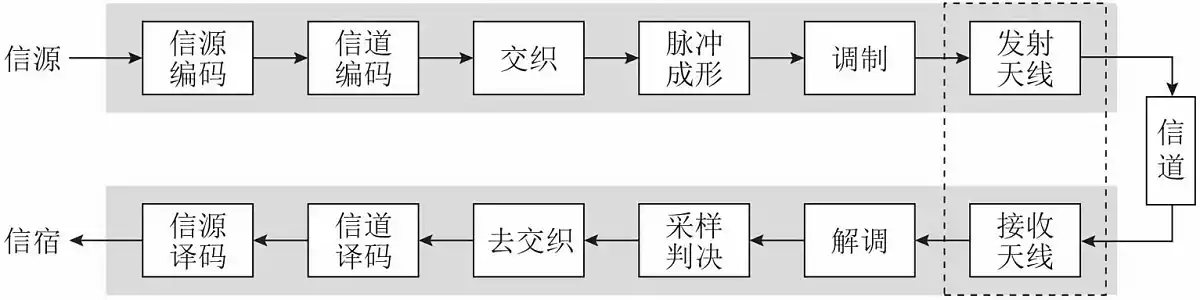 信源
信源
编码
信道
编码
交织
脉冲
成形
调制
发射
天线
信道
信宿
信源
译码
信道
译码
去交织
采样
判决
解调
接收
天线